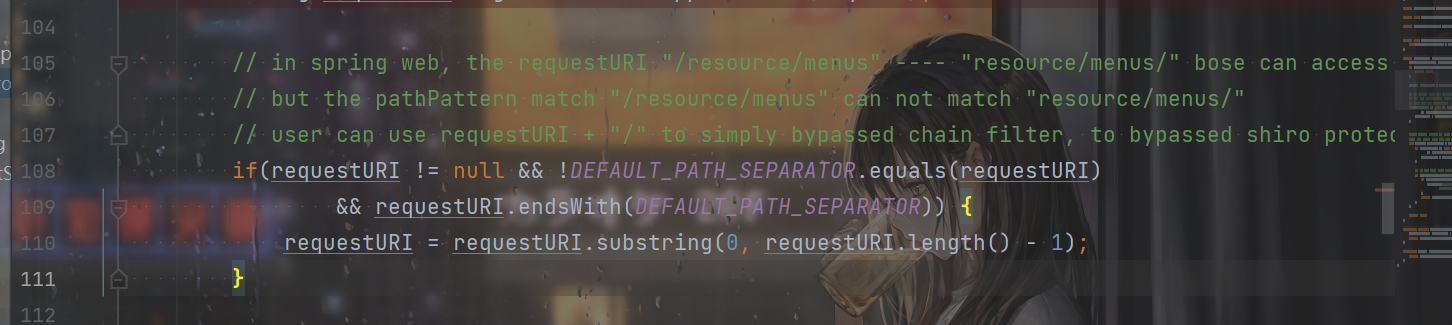 104
105 // in spring web, the requestURI "/resource/menus" ---- "resource/menus/" bose can access
106 // but the pathPattern match "/resource/menus" can not match "resource/menus/"
107 // user can use requestURI + "/" to simply bypassed chain filter, to bypassed shiro protec
108 if(requestURI != null && !DEFAULT_PATH_SEPARATOR.equals(requestURI)
109 && requestURI.endsWith(DEFAULT_PATH_SEPARATOR)) {
110 requestURI = requestURI.substring(0, requestURI.length() - 1);
111 }
112